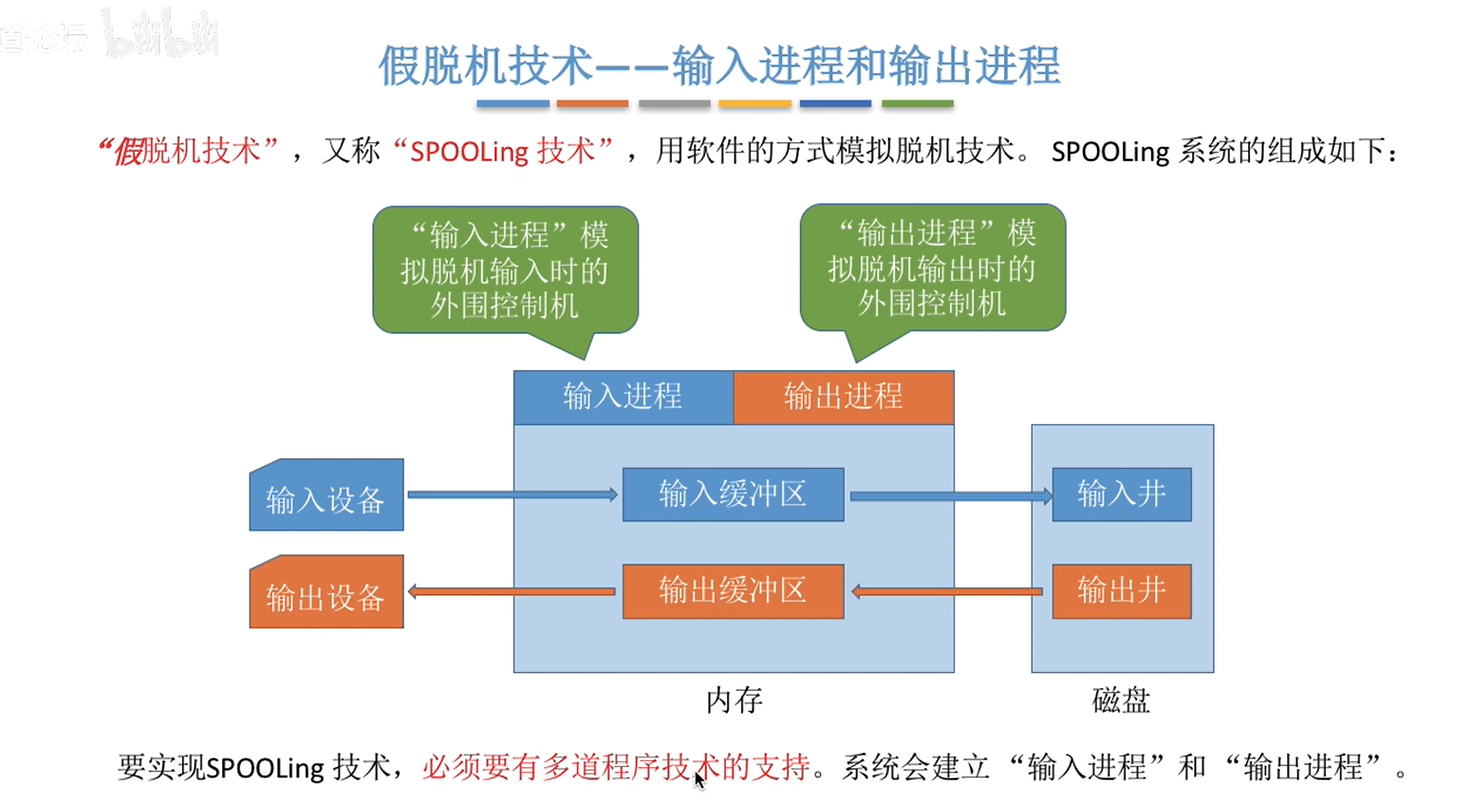 bilibili
假脱机技术——输入进程和输出进程
“假脱机技术”，又称“SPOOLing 技术”，用软件的方式模拟脱机技术。 SPOOLing 系统的组成如下：
“输入进程”模
拟脱机输入时的
外围控制机
“输出进程”模
拟脱机输出时的
外围控制机
输入进程
输出进程
输入设备
输入缓冲区
输入井
输出设备
输出缓冲区
输出井
内存
磁盘
要实现SPOOLing 技术，必须要有多道程序技术的支持。系统会建立 “输入进程”和 “输出进程”。